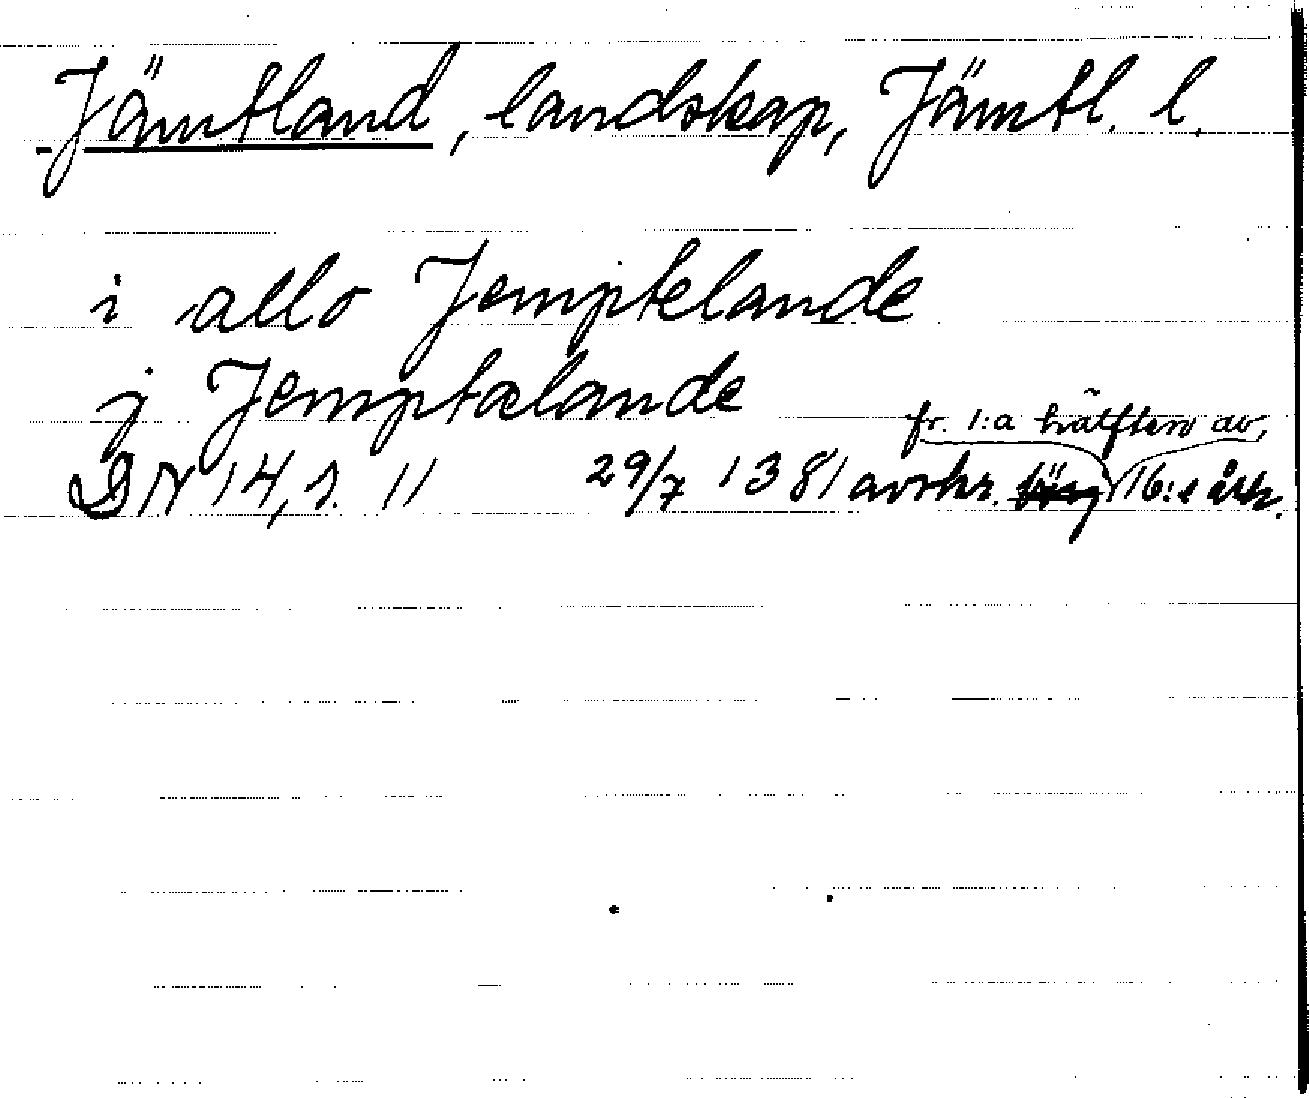 Jämtland, landskap, Jämtl. l.
i allo Jemptelande
j Jemptalande
fr. 1:a hälften av
DN 14, s. 11 29/7 1381 avskr. 16:e årh.